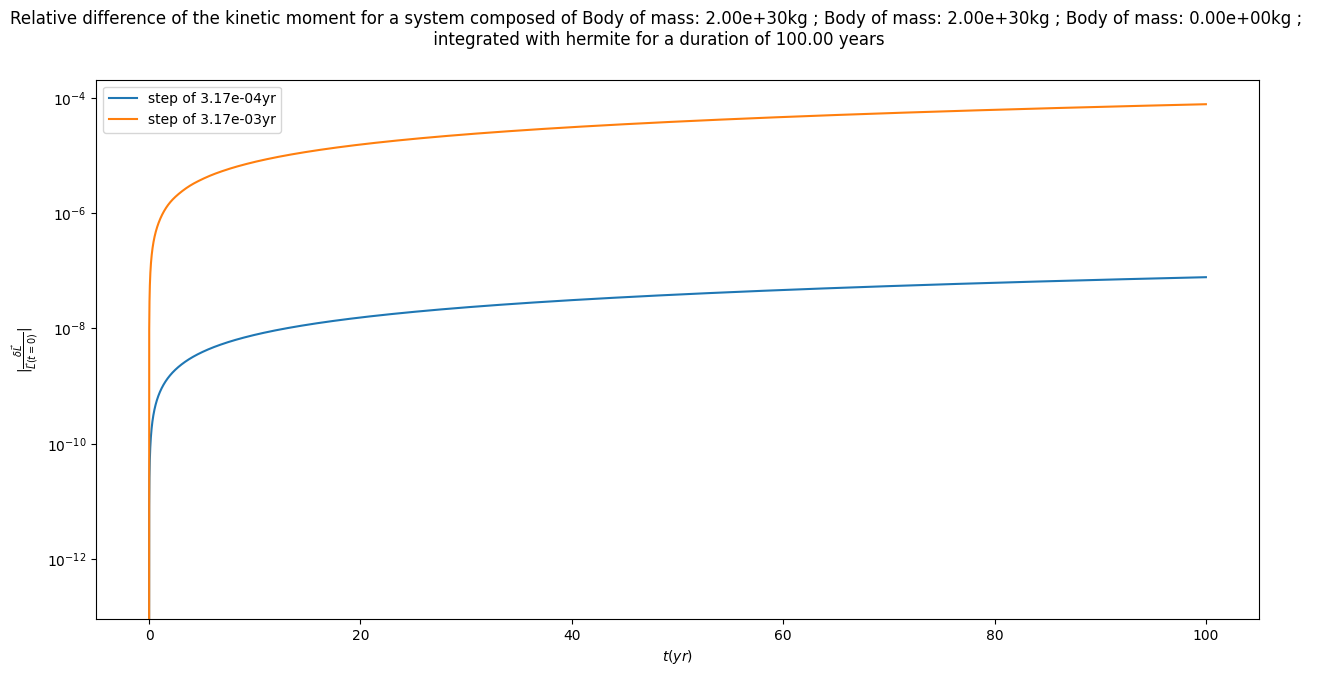 Relative difference of the kinetic moment for a system composed of Body of mass: 2.00e+30kg ; Body of mass: 2.00e+30kg ; Body of mass: 0.00e+00kg ;
integrated with hermite for a duration of 100.00 years
step of 3.17e-04yr
step of 3.17e-03yr
10⁻⁴
10⁻⁶
10⁻⁸
10⁻¹⁰
10⁻¹²
|δL⃗/L⃗(t = 0)|
0 20 40 60 80 100
t(yr)